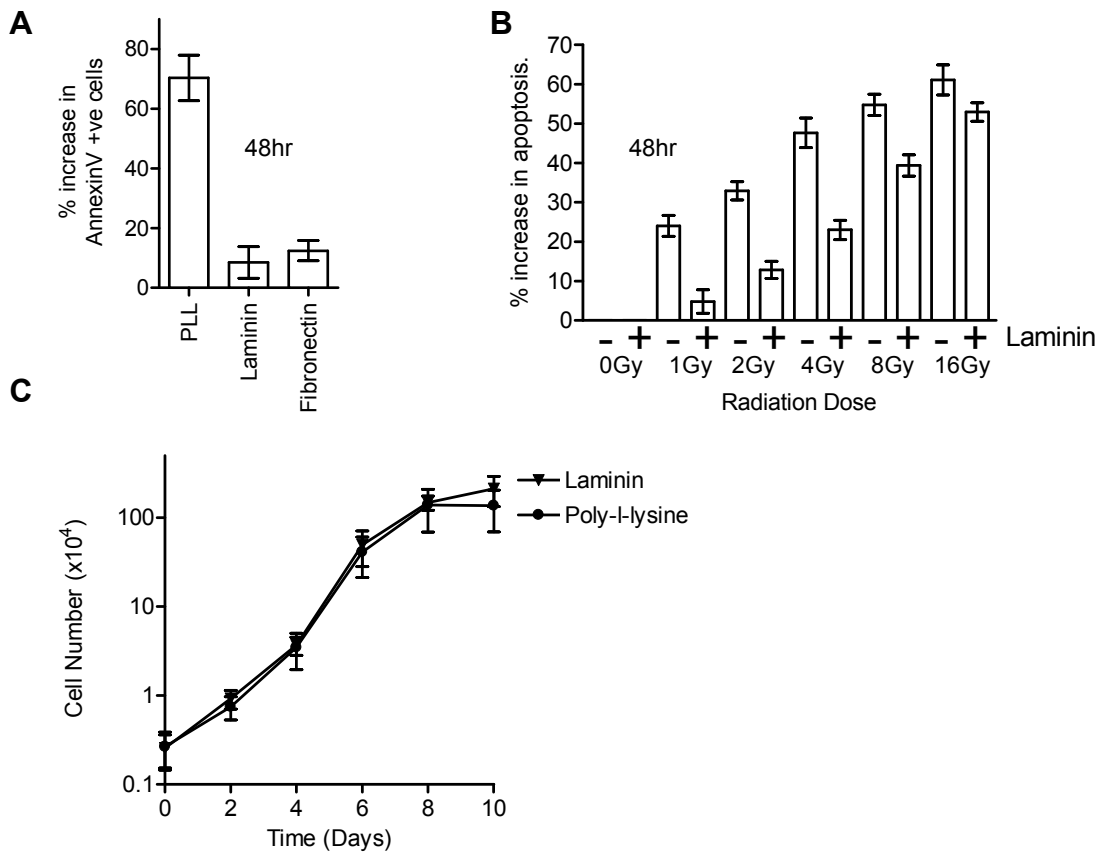 A
% increase in
AnnexinV +ve cells
80
60
40
20
0
48hr
PLL
Laminin
Fibronectin
B
% increase in apoptosis.
70
60
50
40
30
20
10
0
48hr
- + - + - + - + - + - + Laminin
0Gy 1Gy 2Gy 4Gy 8Gy 16Gy
Radiation Dose
C
Cell Number (x10⁴)
100
10
1
0.1
0 2 4 6 8 10
Time (Days)
Laminin
Poly-l-lysine